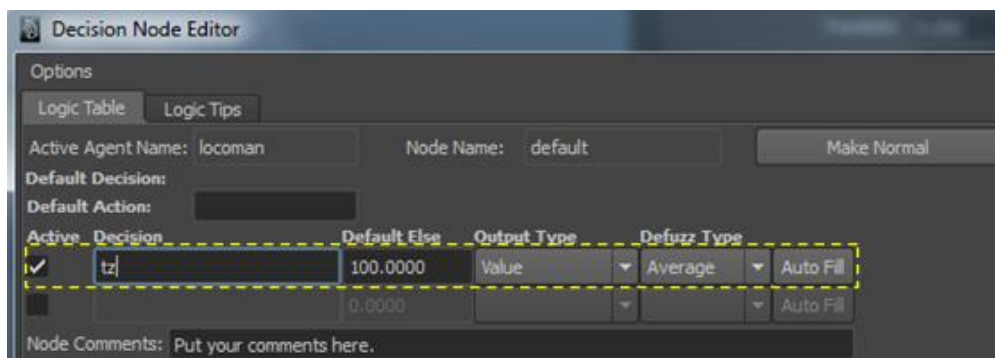 Decision Node Editor
Options
Logic Table Logic Tips
Active Agent Name: locoman Node Name: default Make Normal
Default Decision:
Default Action:
Active Decision Default Else Output Type Defuzz Type
tz 100.0000 Value Average Auto Fill
0.0000 Auto Fill
Node Comments: Put your comments here.